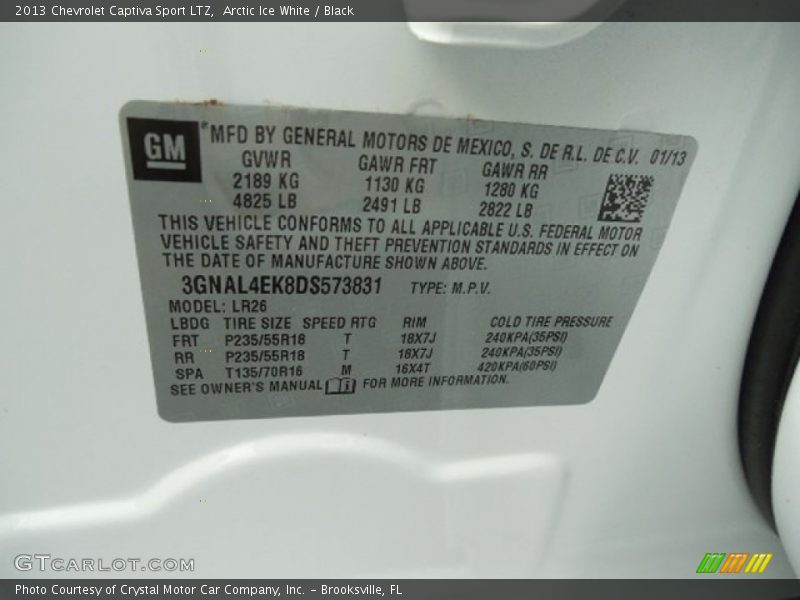 2013 Chevrolet Captiva Sport LTZ, Arctic Ice White / Black
GM *MFD BY GENERAL MOTORS DE MEXICO, S. DE R.L. DE C.V. 01/13
GVWR GAWR FRT GAWR RR
2189 KG 1130 KG 1280 KG
4825 LB 2491 LB 2822 LB
THIS VEHICLE CONFORMS TO ALL APPLICABLE U.S. FEDERAL MOTOR
VEHICLE SAFETY AND THEFT PREVENTION STANDARDS IN EFFECT ON
THE DATE OF MANUFACTURE SHOWN ABOVE.
3GNAL4EK8DS573831 TYPE: M.P.V.
MODEL: LR26
LBDG TIRE SIZE SPEED RTG RIM COLD TIRE PRESSURE
FRT P235/55R18 T 18X7J 240KPA(35PSI)
RR P235/55R18 T 18X7J 240KPA(35PSI)
SPA T135/70R16 M 16X4T 420KPA(60PSI)
SEE OWNER'S MANUAL FOR MORE INFORMATION.
GTCARLOT.COM
Photo Courtesy of Crystal Motor Car Company, Inc. - Brooksville, FL